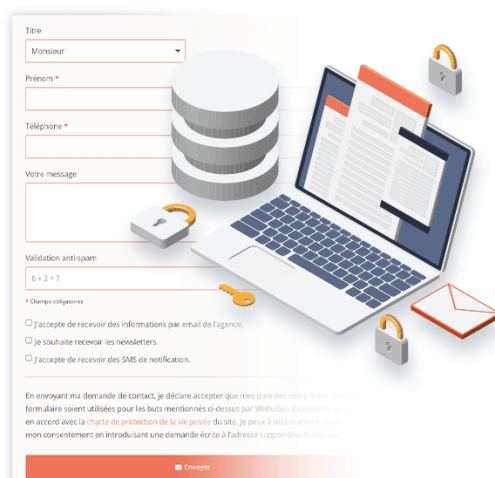 Titre
Monsieur
Prénom *
Téléphone *
Votre message
Validation anti-spam
6 + 2 = ?
* Champs obligatoires
J'accepte de recevoir des informations par email de l'agence.
Je souhaite recevoir les newsletters.
J'accepte de recevoir des SMS de notification.
En envoyant ma demande de contact, je déclare accepter que mes données
formulaire soient utilisées pour les buts mentionnés ci-dessus par Webulous
en accord avec la charte de protection de la vie privée du site. Je peux à tout moment
mon consentement en introduisant une demande écrite à l'adresse
Envoyer